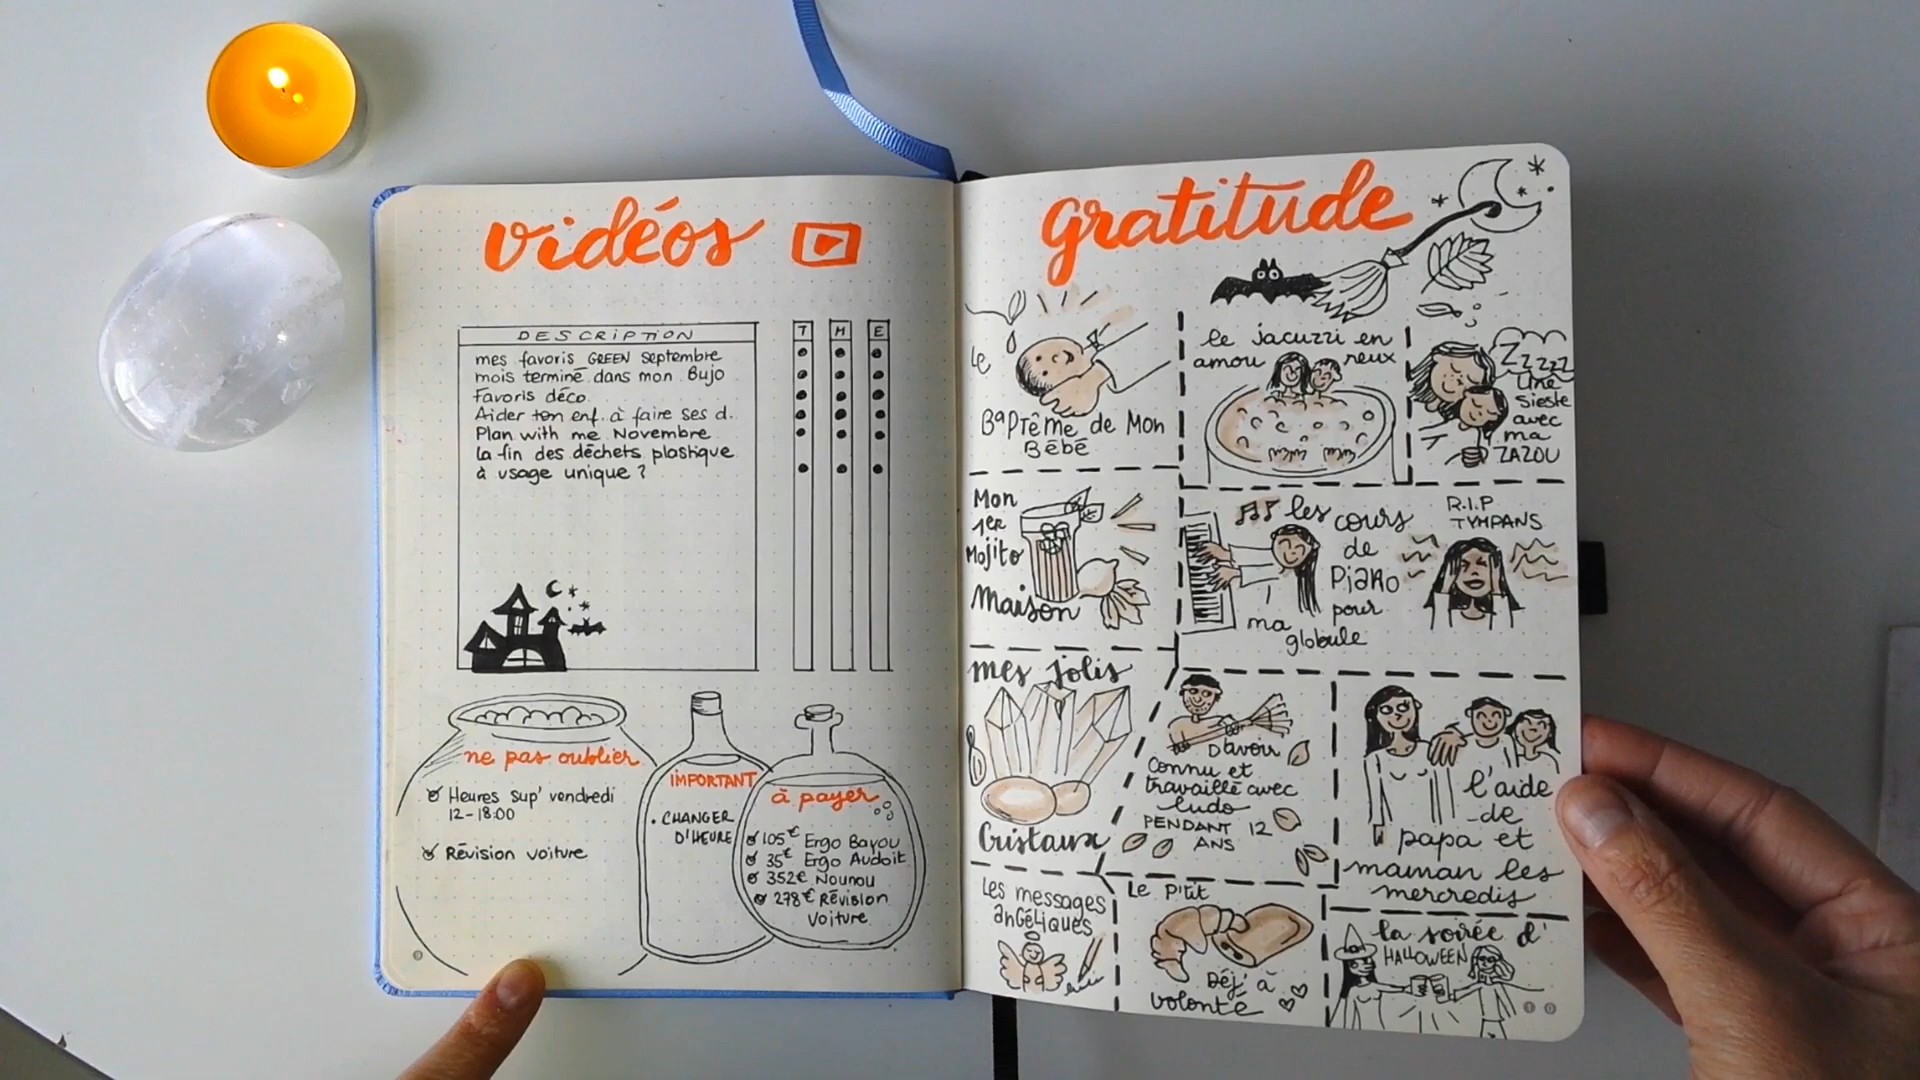 vidéos
DESCRIPTION
T M E
mes favoris GREEN septembre
mois terminé dans mon Bujo
Favoris déco
Aider ton enf. à faire ses d.
Plan with me Novembre
la fin des déchets plastique
à usage unique ?
ne pas oublier
Heures sup' vendredi
12-18:00
Révision voiture
IMPORTANT
• CHANGER
D'HEURE
à payer
105€ Ergo Bayou
35€ Ergo Audoit
352€ Nounou
278€ Révision
voiture
9
gratitude
le
Baptême de Mon
Bébé
le jacuzzi en
amou reux
Zzzzzz
une
sieste
avec
ma
ZAZOU
Mon
1er
Mojito
Maison
les cours
de
Piano
pour
ma
globule
R.I.P
TYMPANS
mes jolis
Cristaux
D'avoir
connu et
travaillé avec
ludo
PENDANT 12
ANS
l'aide
de
papa et
maman les
mercredis
Les messages
angéliques
Le P'tit
Déj' à
volonté
la soirée d'
HALLOWEEN
10